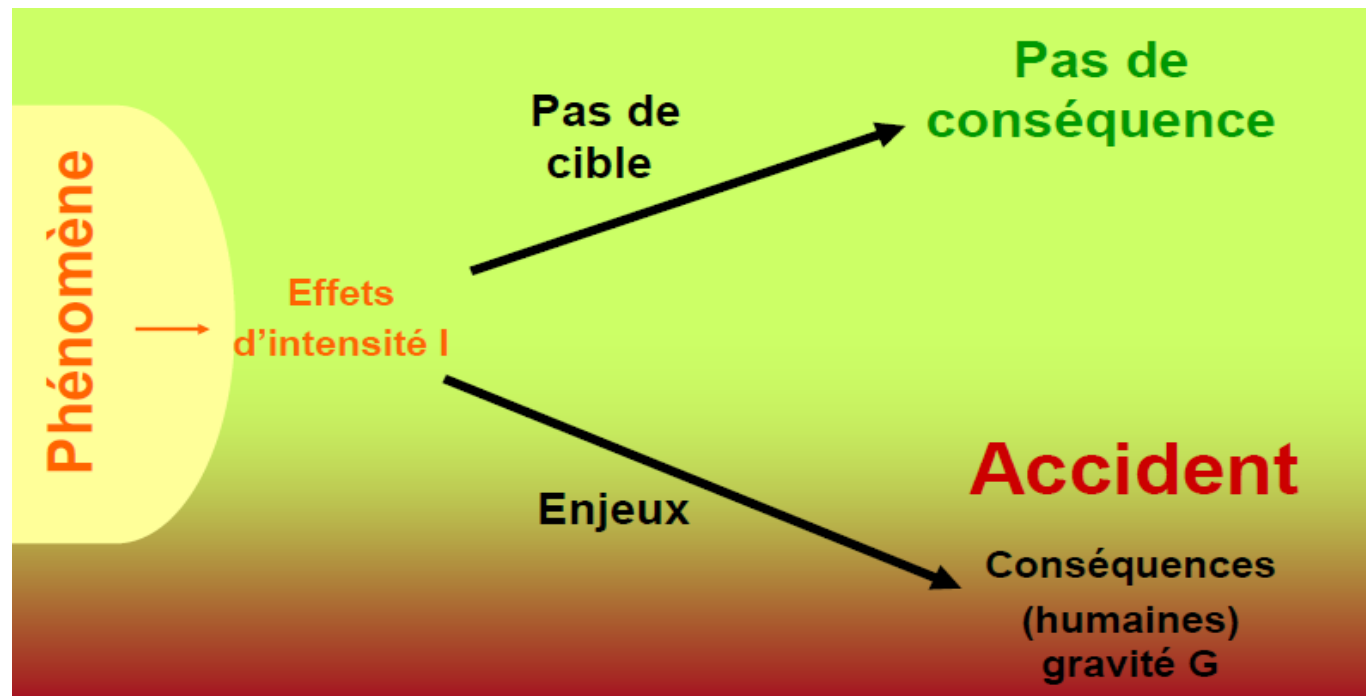 Phénomène
Effets
d'intensité I
Pas de
cible
Pas de
conséquence
Enjeux
Accident
Conséquences
(humaines)
gravité G